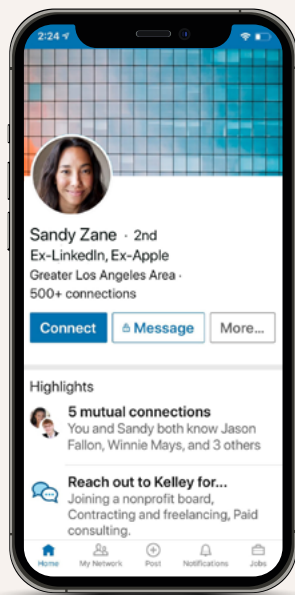 2:24
Sandy Zane · 2nd
Ex-LinkedIn, Ex-Apple
Greater Los Angeles Area ·
500+ connections
Connect
Message
More...
Highlights
5 mutual connections
You and Sandy both know Jason
Fallon, Winnie Mays, and 3 others
Reach out to Kelley for...
Joining a nonprofit board,
Contracting and freelancing, Paid
consulting.
Home My Network Post Notifications Jobs